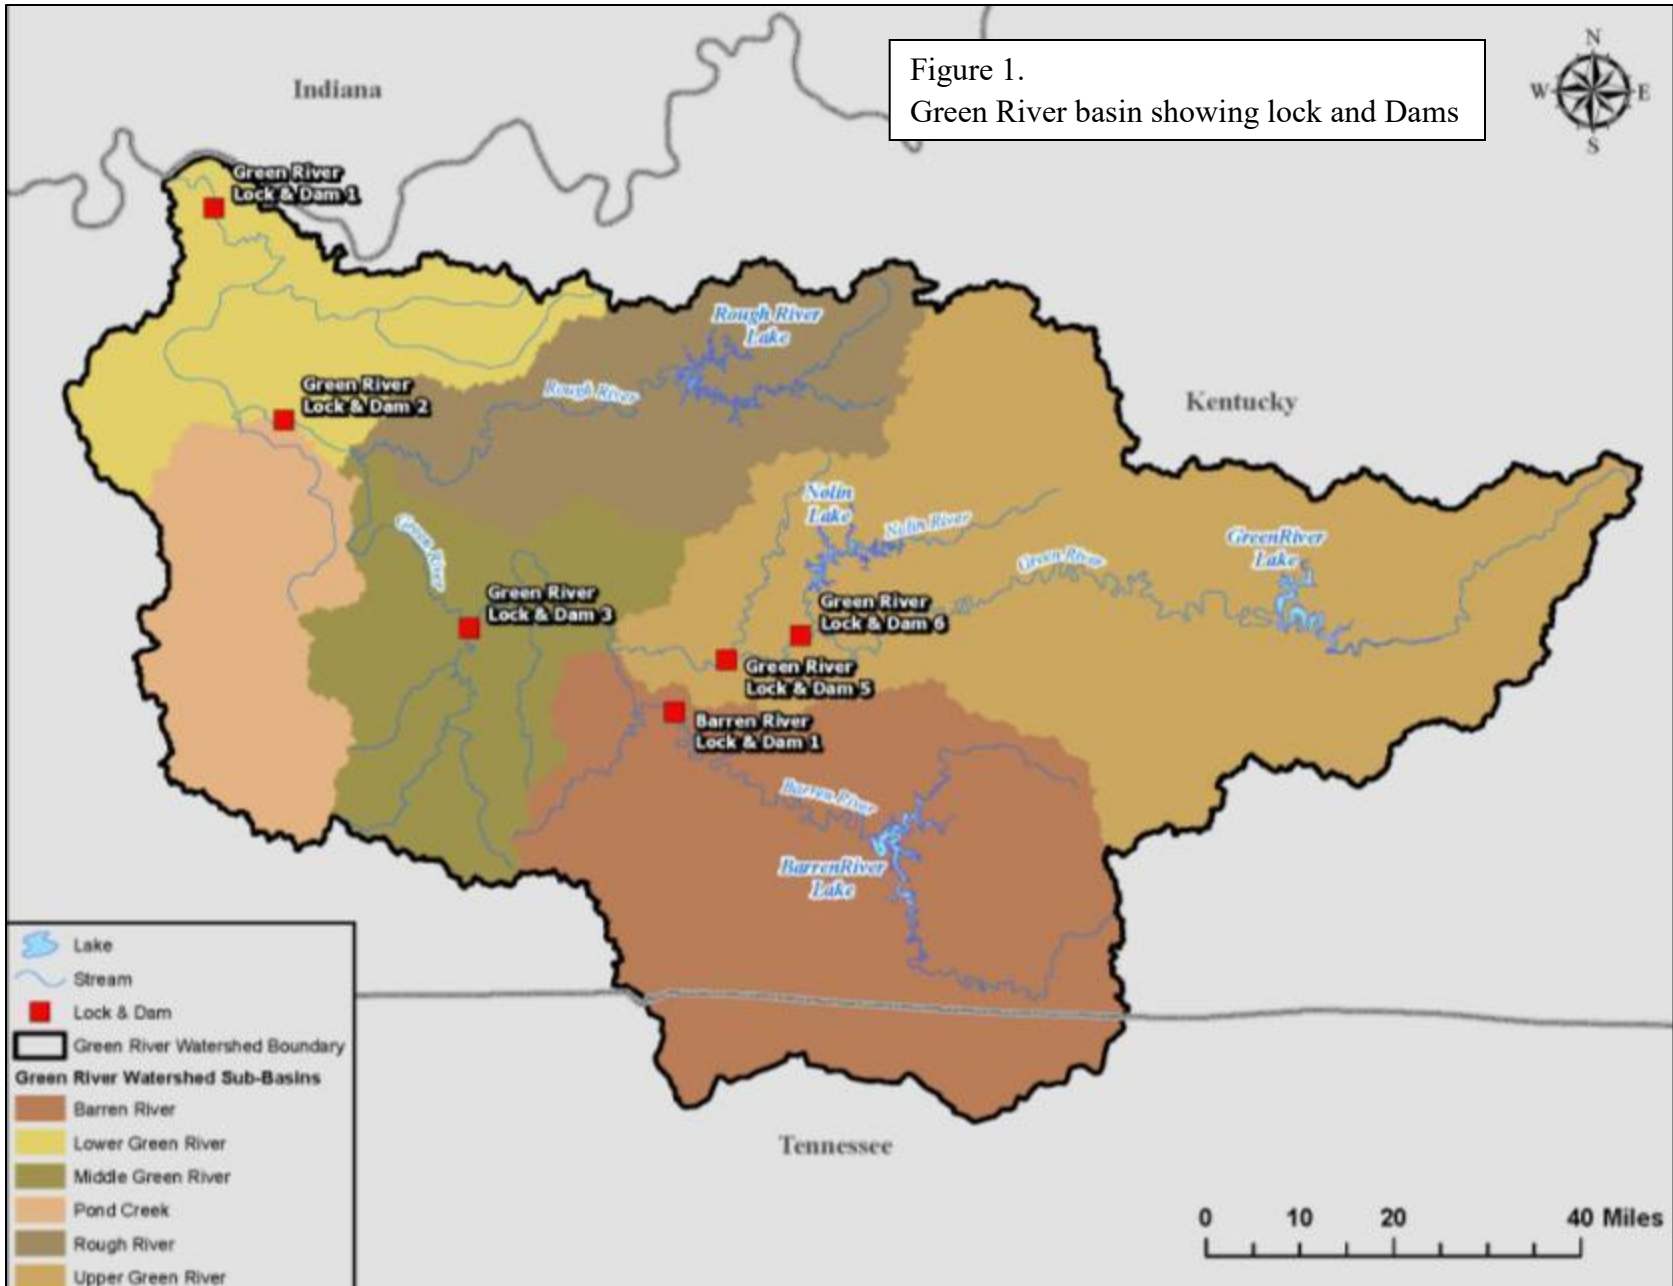 Figure 1.
Green River basin showing lock and Dams
N
W
E
S
Indiana
Green River
Lock & Dam 1
Rough River
Lake
Rough River
Green River
Lock & Dam 2
Kentucky
Nolin
Lake
Nolin River
Green River
Green River
GreenRiver
Lake
Green River
Lock & Dam 3
Green River
Lock & Dam 6
Green River
Lock & Dam 5
Barren River
Lock & Dam 1
Barren River
BarrenRiver
Lake
Tennessee
Lake
Stream
Lock & Dam
Green River Watershed Boundary
Green River Watershed Sub-Basins
Barren River
Lower Green River
Middle Green River
Pond Creek
Rough River
Upper Green River
0 10 20 40 Miles